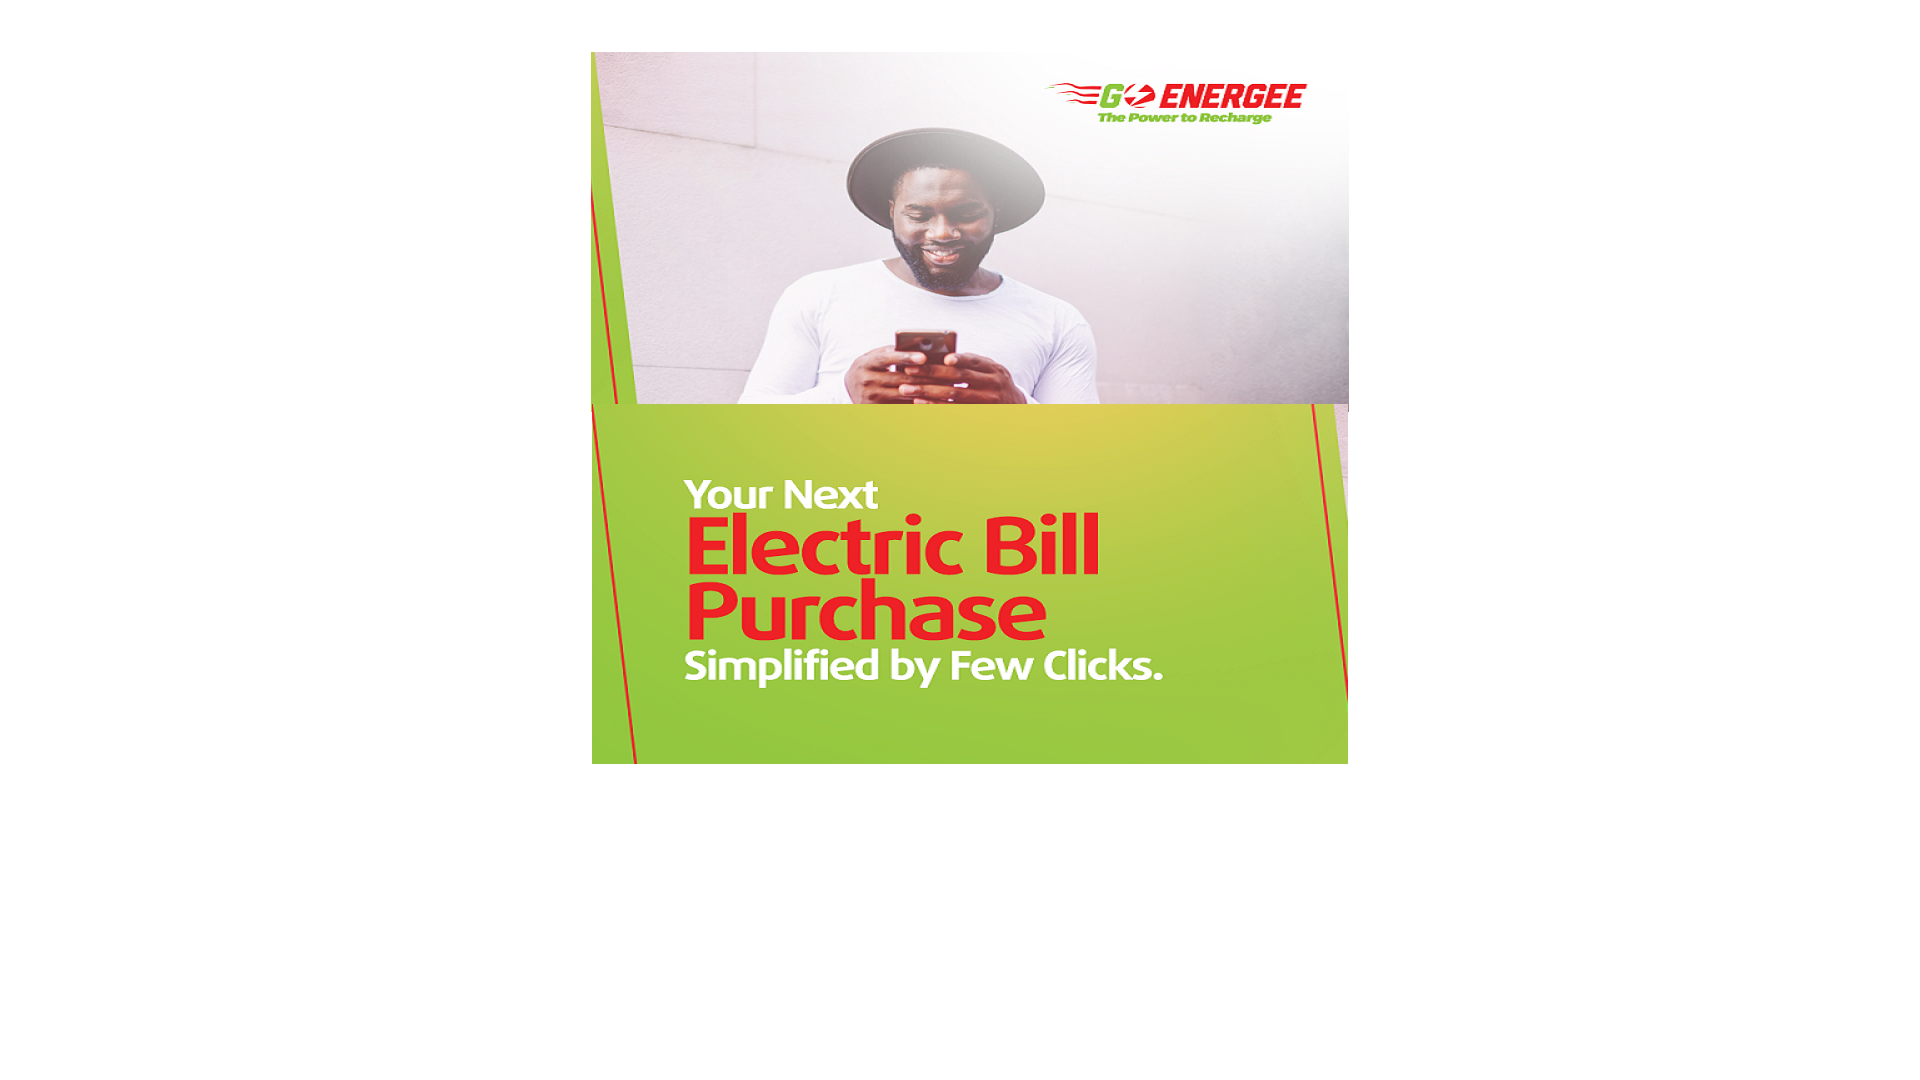 GO ENERGEE
The Power to Recharge
Your Next
Electric Bill
Purchase
Simplified by Few Clicks.